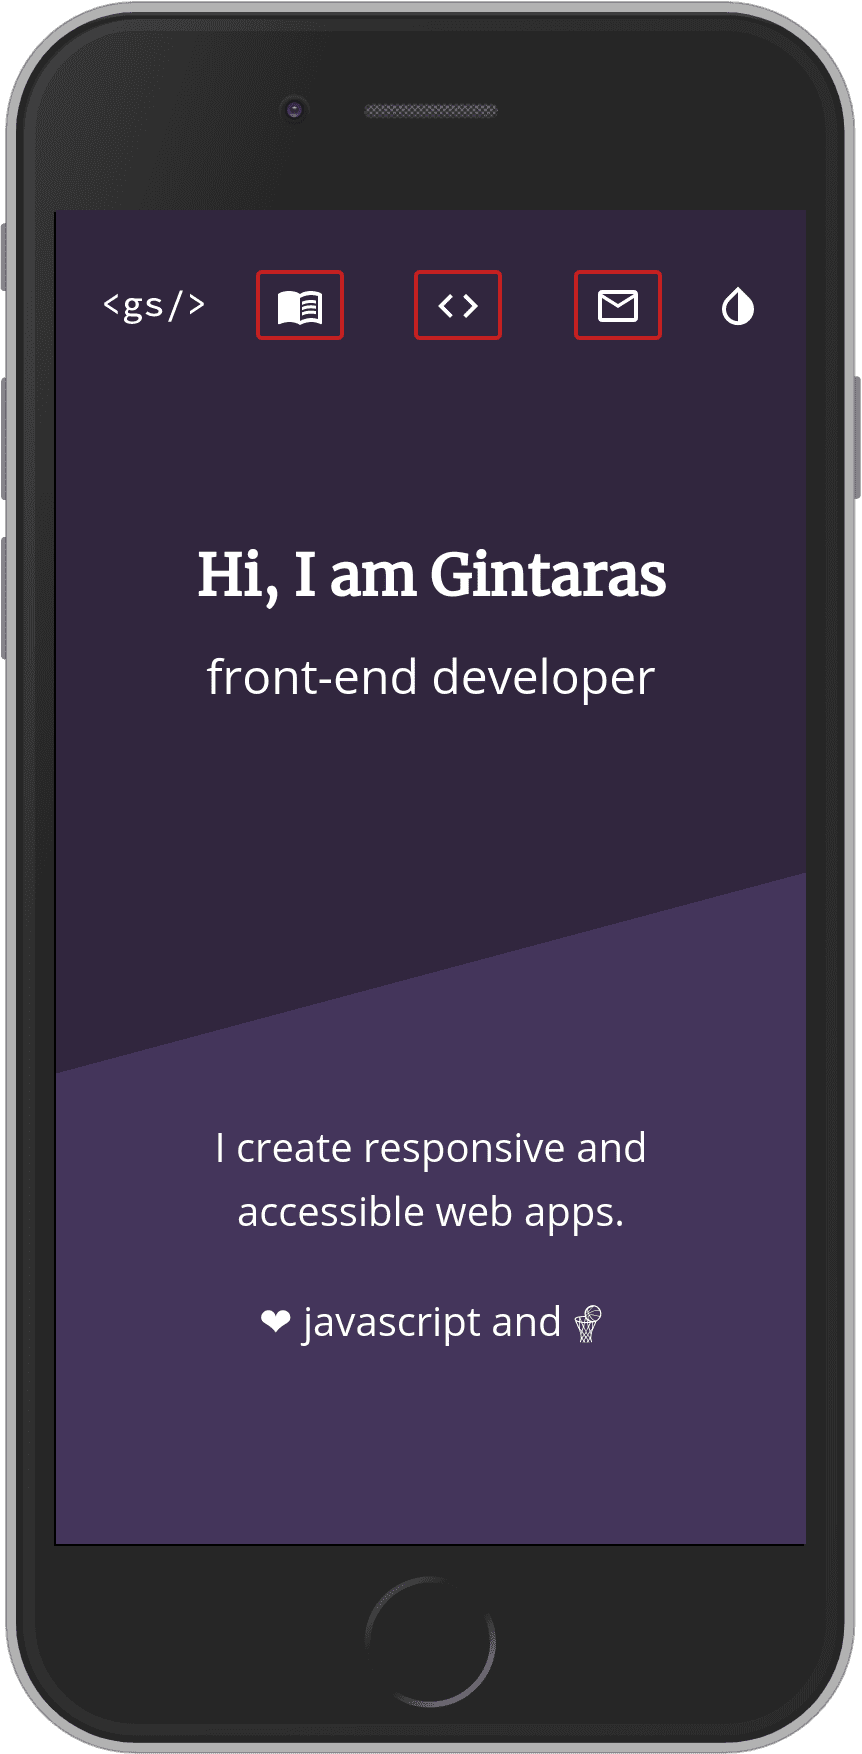 <gs/>
Hi, I am Gintaras
front-end developer
I create responsive and
accessible web apps.
❤ javascript and